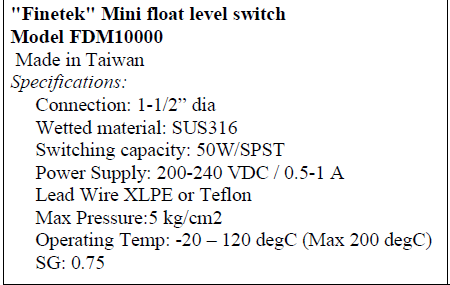 "Finetek" Mini float level switch
Model FDM10000
Made in Taiwan
Specifications:
Connection: 1-1/2” dia
Wetted material: SUS316
Switching capacity: 50W/SPST
Power Supply: 200-240 VDC / 0.5-1 A
Lead Wire XLPE or Teflon
Max Pressure:5 kg/cm2
Operating Temp: -20 – 120 degC (Max 200 degC)
SG: 0.75